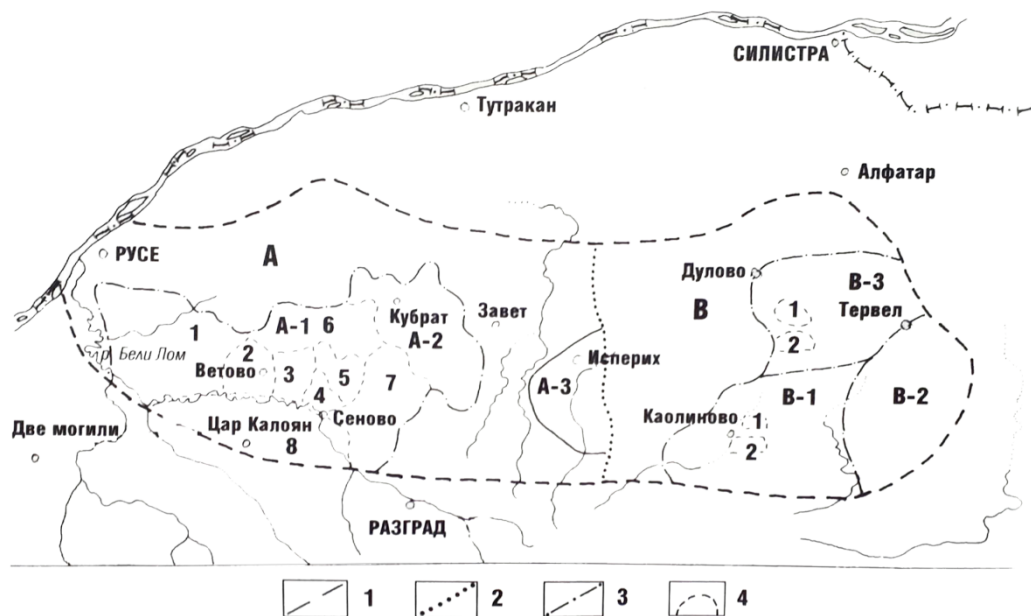 СИЛИСТРА
Тутракан
Алфатар
РУСЕ
А
Дулово
В-3
В
1
Тервел
А-1
6
Кубрат
А-2
Завет
1
2
2
р. Бели Лом
Ветово
3
5
7
4
А-3
Исперих
В-1
В-2
Сеново
Каолиново
1
2
Две могили
Цар Калоян
8
РАЗГРАД
1
2
3
4